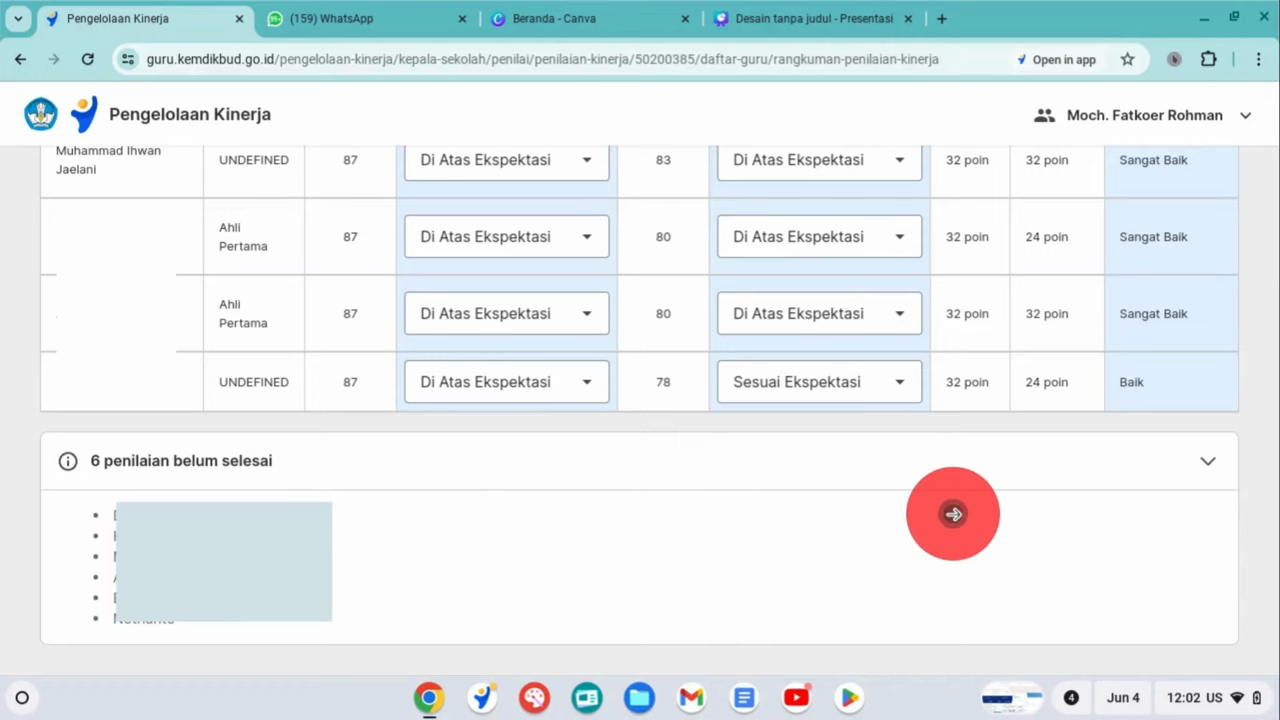 Pengelolaan Kinerja
(159) WhatsApp
Beranda - Canva
Desain tanpa judul - Presentasi
guru.kemdikbud.go.id/pengelolaan-kinerja/kepala-sekolah/penilai/penilaian-kinerja/50200385/daftar-guru/rangkuman-penilaian-kinerja
Open in app
Pengelolaan Kinerja
Moch. Fatkoer Rohman
Muhammad Ihwan
Jaelani
UNDEFINED
87
Di Atas Ekspektasi
83
Di Atas Ekspektasi
32 poin
32 poin
Sangat Baik
Ahli
Pertama
87
Di Atas Ekspektasi
80
Di Atas Ekspektasi
32 poin
24 poin
Sangat Baik
Ahli
Pertama
87
Di Atas Ekspektasi
80
Di Atas Ekspektasi
32 poin
32 poin
Sangat Baik
UNDEFINED
87
Di Atas Ekspektasi
78
Sesuai Ekspektasi
32 poin
24 poin
Baik
6 penilaian belum selesai
4
Jun 4
12:02 US